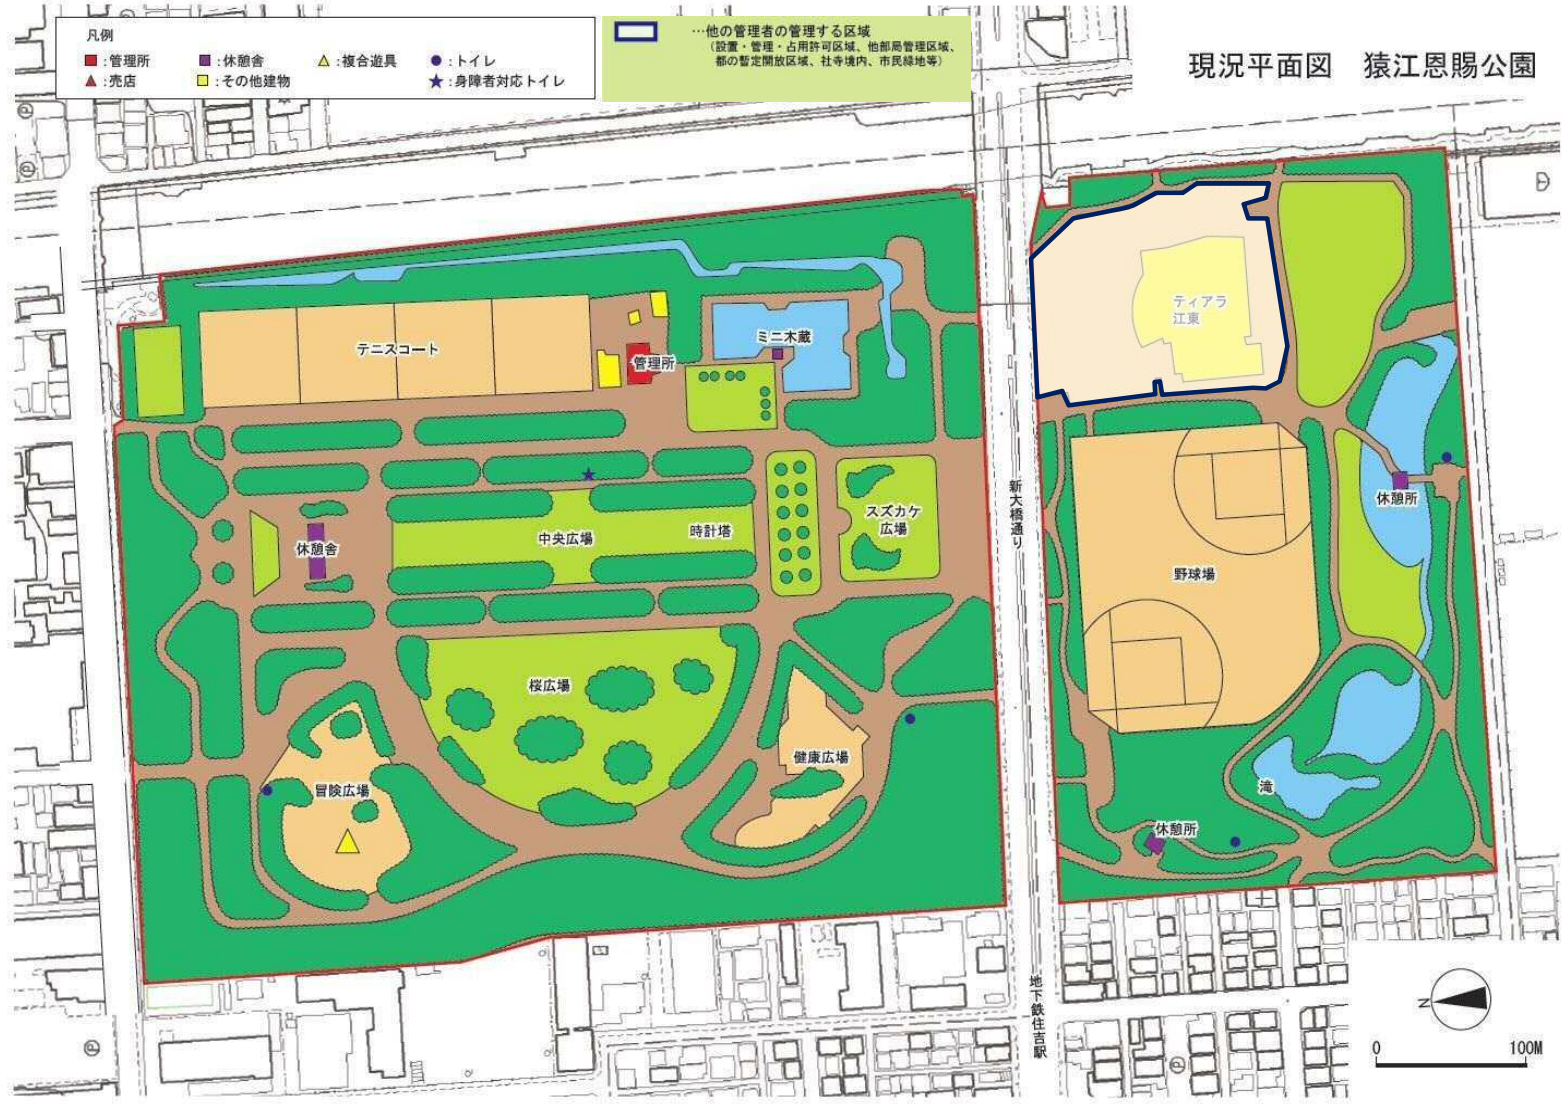 凡例
■:管理所 ■:休憩舎 △:複合遊具 ●:トイレ
▲:売店 ■:その他建物 ★:身障者対応トイレ
…他の管理者の管理する区域
(設置・管理・占用許可区域、他部局管理区域、
都の暫定開放区域、社寺境内、市民緑地等)
現況平面図 猿江恩賜公園
ティアラ
江東
テニスコート
管理所
ミニ木蔵
休憩舎
中央広場
時計塔
スズカケ
広場
新大橋通り
休憩所
野球場
桜広場
健康広場
冒険広場
滝
休憩所
地下鉄住吉駅
N
0 100M
P
P
P
P